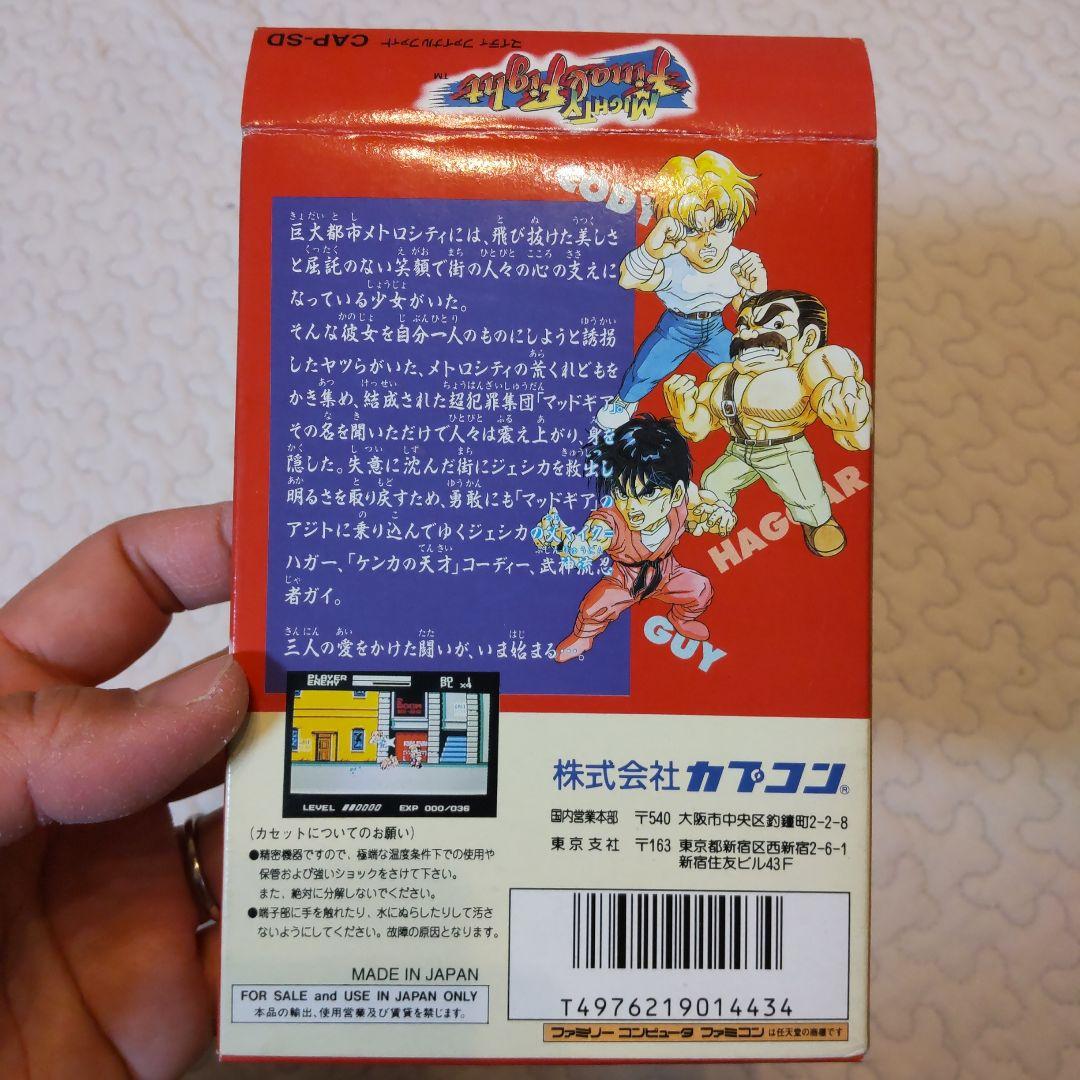 マイティ ファイナルファイト CAP-SD
MIGHTY
Final Fight™
CODY
巨大都市メトロシティには、飛び抜けた美しさ
と屈託のない笑顔で街の人々の心の支えに
なっている少女がいた。
そんな彼女を自分一人のものにしようと誘拐
したヤツらがいた、メトロシティの荒くれどもを
かき集め、結成された超犯罪集団「マッドギア」。
その名を聞いただけで人々は震え上がり、身を
隠した。失意に沈んだ街にジェシカを救出し
明るさを取り戻すため、勇敢にも「マッドギア」の
アジトに乗り込んでゆくジェシカの父マイク・
ハガー、「ケンカの天才」コーディー、武神流忍
者ガイ。
三人の愛をかけた闘いが、いま始まる…。
HAGGAR
GUY
PLAYER
ENEMY
LEVEL
EXP 000/036
株式会社カプコン®
国内営業本部 〒540 大阪市中央区釣鐘町2-2-8
東京支社 〒163 東京都新宿区西新宿2-6-1
新宿住友ビル43F
(カセットについてのお願い)
●精密機器ですので、極端な温度条件下での使用や
保管および強いショックをさけて下さい。
また、絶対に分解しないでください。
●端子部に手を触れたり、水にぬらしたりして汚さ
ないようにしてください。故障の原因となります。
MADE IN JAPAN
FOR SALE and USE IN JAPAN ONLY
本品の輸出、使用営業及び賃貸を禁じます。
T4976219014434
ファミリーコンピュータ ファミコンは任天堂の商標です